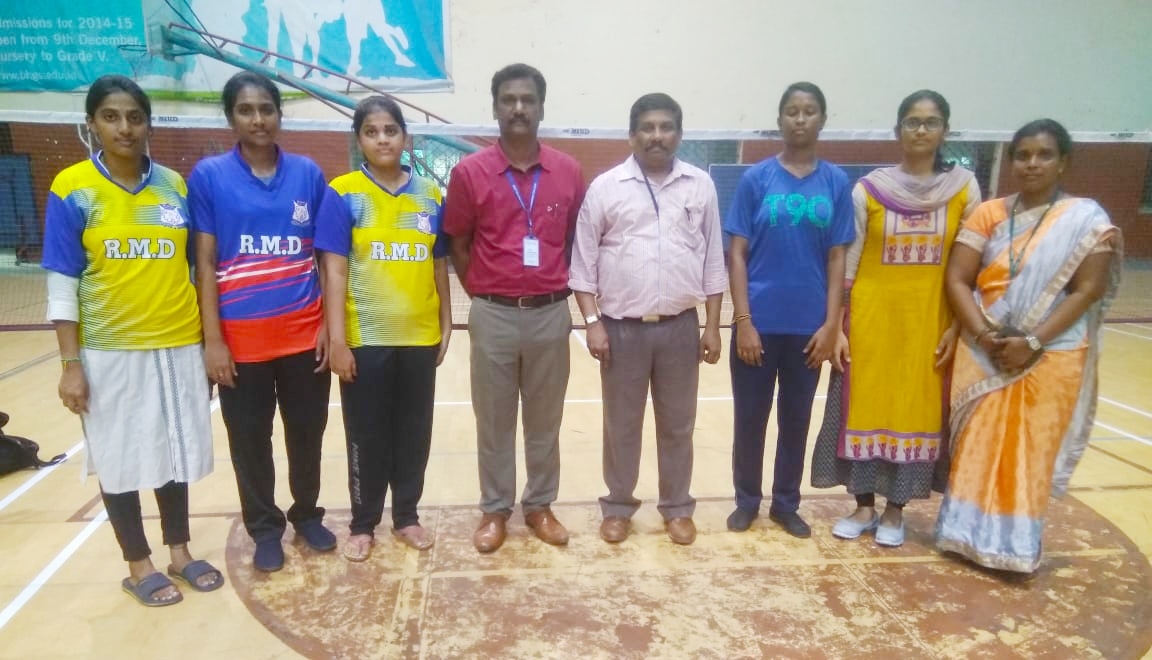 missions for 2014-15
en from 9th December,
ursery to Grade V.
R.M.D
R.M.D
R.M.D
T90